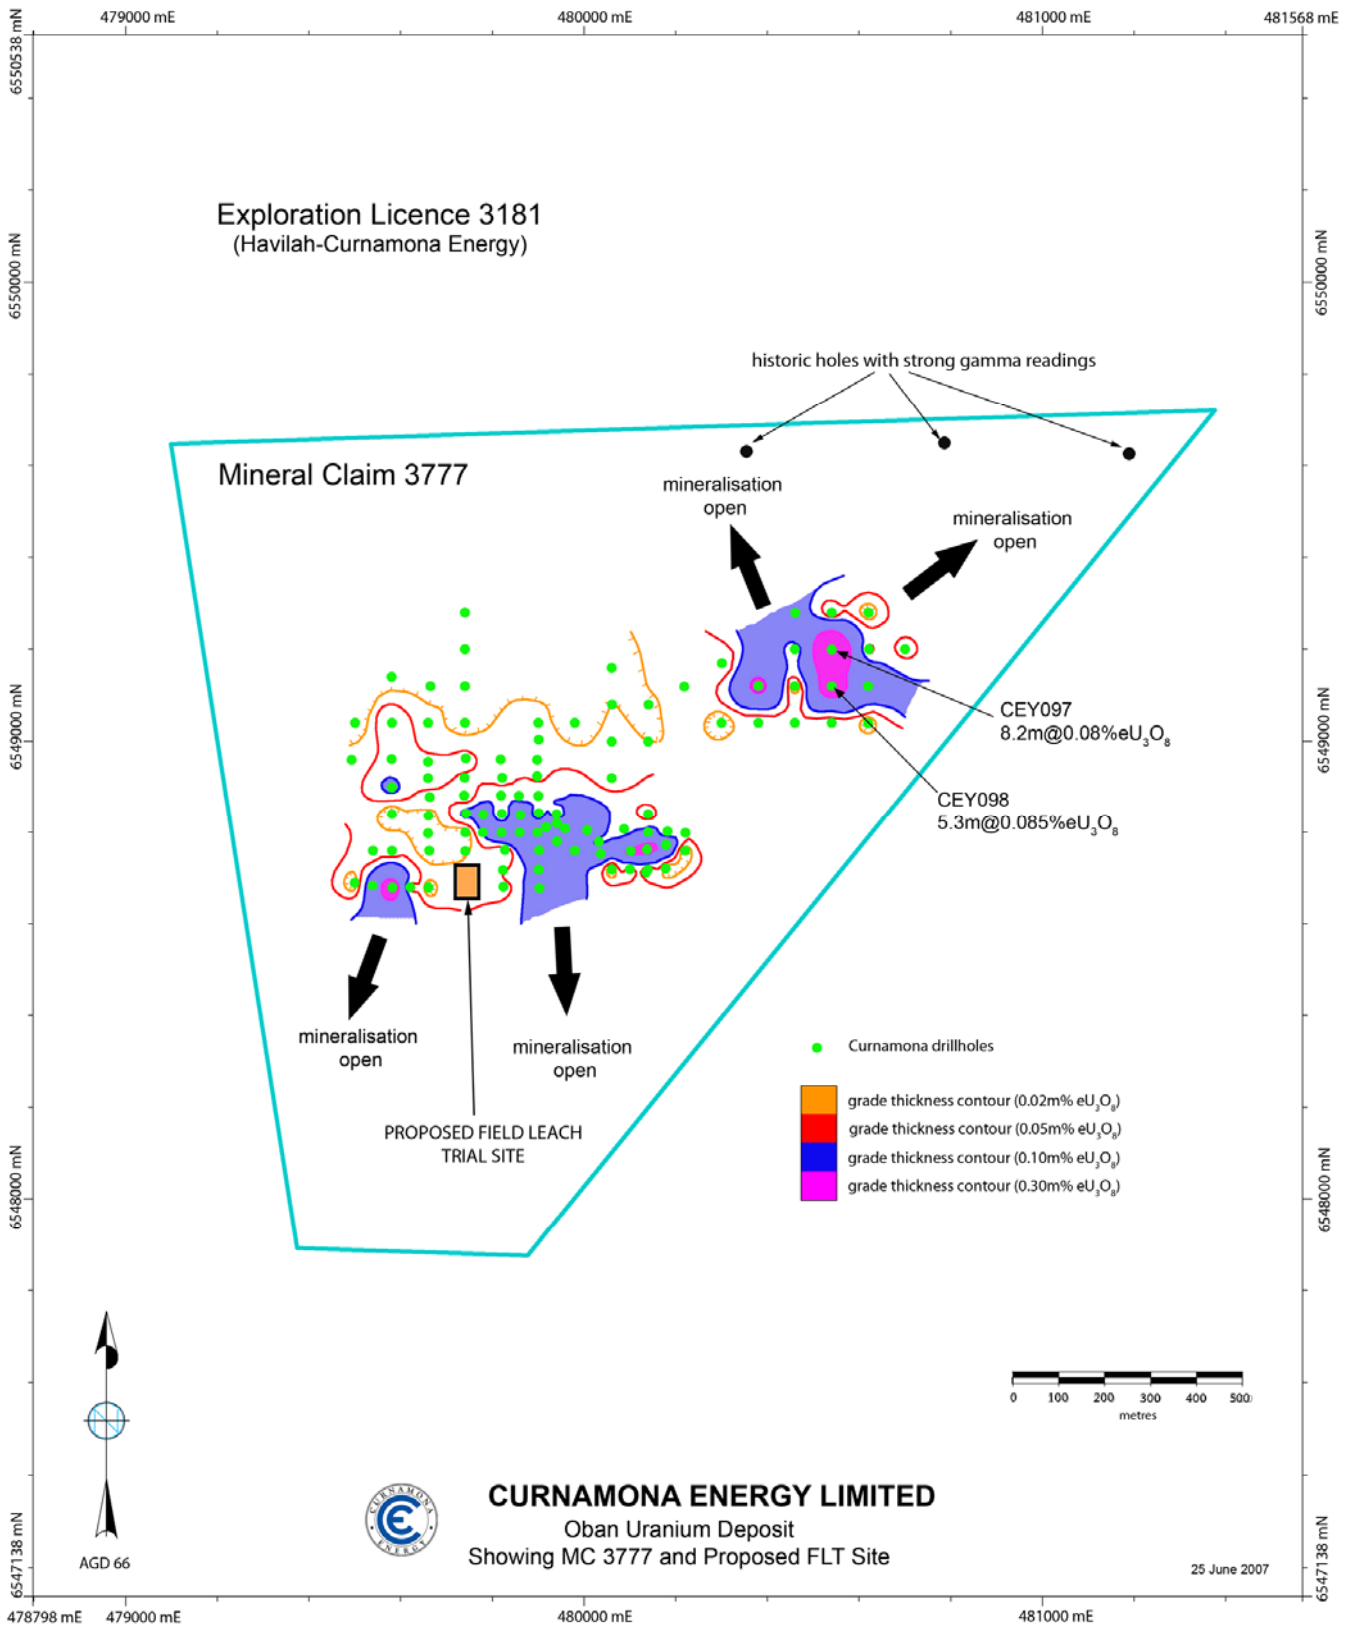 479000 mE
480000 mE
481000 mE
481568 mE
6550538 mN
Exploration Licence 3181
(Havilah-Curnamona Energy)
6550000 mN
6550000 mN
historic holes with strong gamma readings
Mineral Claim 3777
mineralisation
open
mineralisation
open
6549000 mN
6549000 mN
CEY097
8.2m@0.08%eU₃O₈
CEY098
5.3m@0.085%eU₃O₈
mineralisation
open
mineralisation
open
PROPOSED FIELD LEACH
TRIAL SITE
Curnamona drillholes
grade thickness contour (0.02m% eU₃O₈)
grade thickness contour (0.05m% eU₃O₈)
grade thickness contour (0.10m% eU₃O₈)
grade thickness contour (0.30m% eU₃O₈)
6548000 mN
6548000 mN
0 100 200 300 400 500
metres
N
AGD 66
CURNAMONA
CE
ENERGY
CURNAMONA ENERGY LIMITED
Oban Uranium Deposit
Showing MC 3777 and Proposed FLT Site
25 June 2007
6547138 mN
6547138 mN
478798 mE
479000 mE
480000 mE
481000 mE